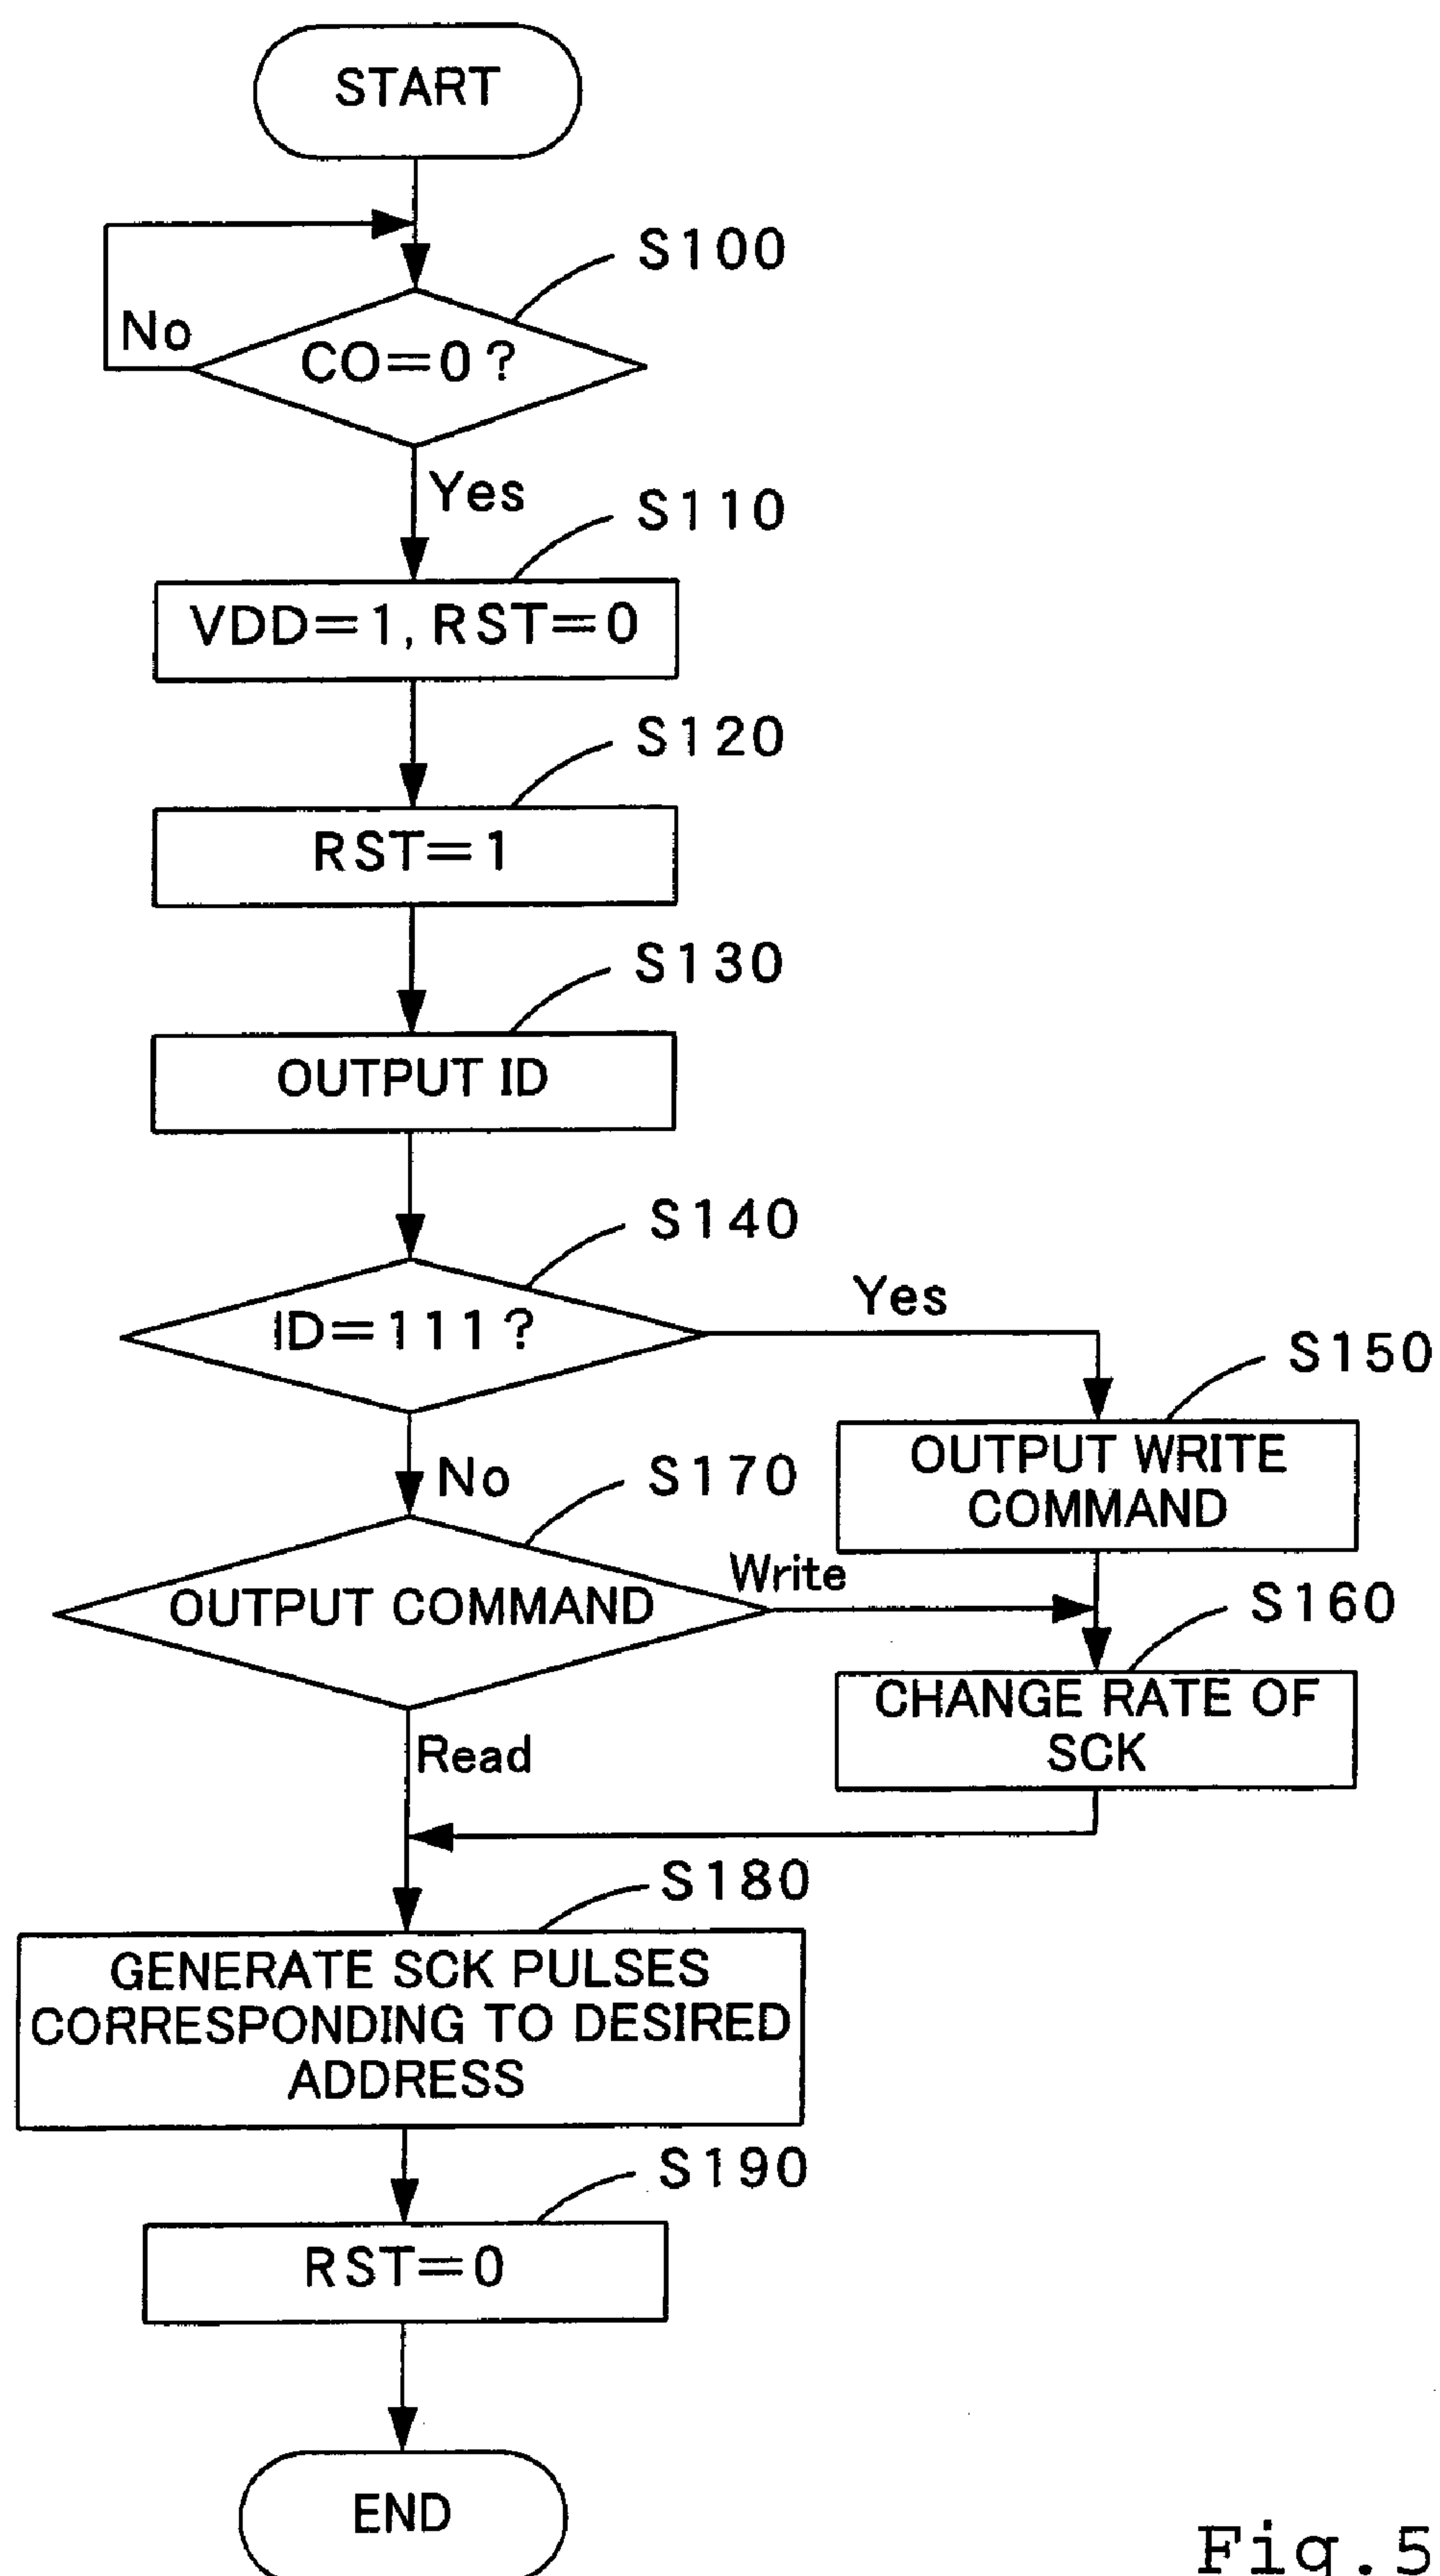 START
S100
No
CO=0?
Yes
S110
VDD=1, RST=0
S120
RST=1
S130
OUTPUT ID
S140
ID=111?
Yes
S150
OUTPUT WRITE
COMMAND
No
S170
Write
OUTPUT COMMAND
S160
CHANGE RATE OF
SCK
Read
S180
GENERATE SCK PULSES
CORRESPONDING TO DESIRED
ADDRESS
S190
RST=0
END
Fig.5